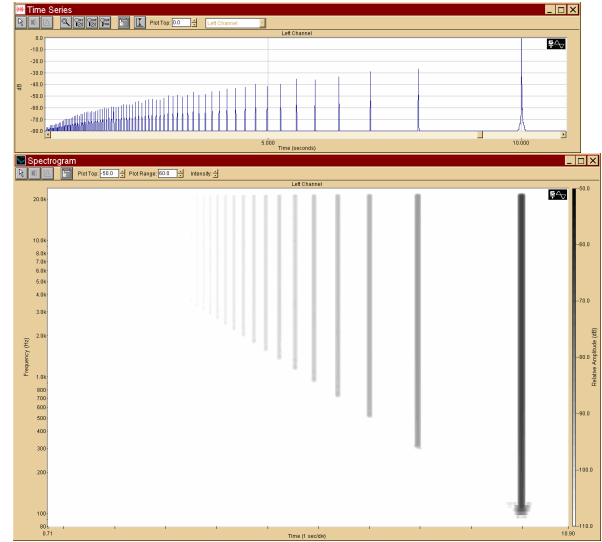 Time Series
Plot Top: 0.0 Left Channel
Left Channel
0.0
-10.0
-20.0
-30.0
-40.0
-50.0
-60.0
-70.0
-80.0
dB
5.000 10.000
Time (seconds)
Spectrogram
Plot Top: -50.0 Plot Range: 60.0 Intensity:
Left Channel
20.0k
10.0k
8.0k
7.0k
6.0k
5.0k
4.0k
3.0k
2.0k
1.0k
800
700
600
500
400
300
200
100
80
Frequency (Hz)
-50.0
-60.0
-70.0
-80.0
-90.0
-100.0
-110.0
Relative Amplitude (dB)
0.71 10.90
Time (1 sec/div)